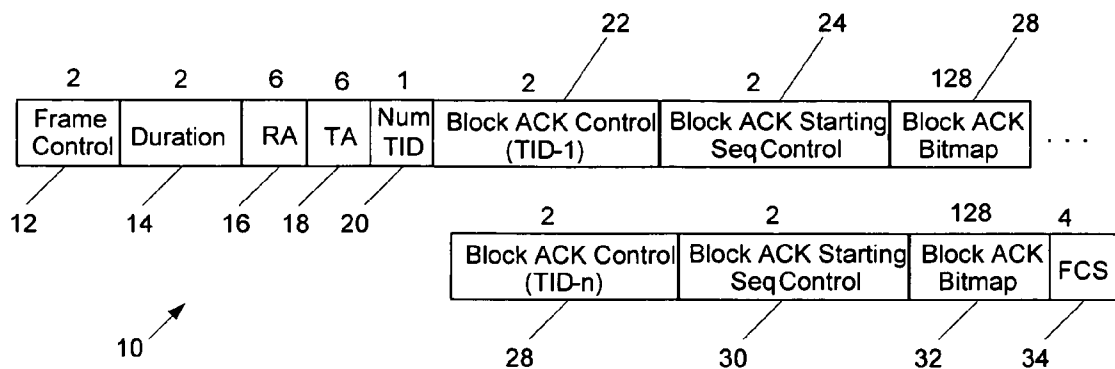 22 24 28
2 2 6 6 1 2 2 128
Frame Control Duration RA TA Num TID Block ACK Control (TID-1) Block ACK Starting Seq Control Block ACK Bitmap . . .
12 14 16 18 20
2 2 128 4
Block ACK Control (TID-n) Block ACK Starting Seq Control Block ACK Bitmap FCS
10 28 30 32 34